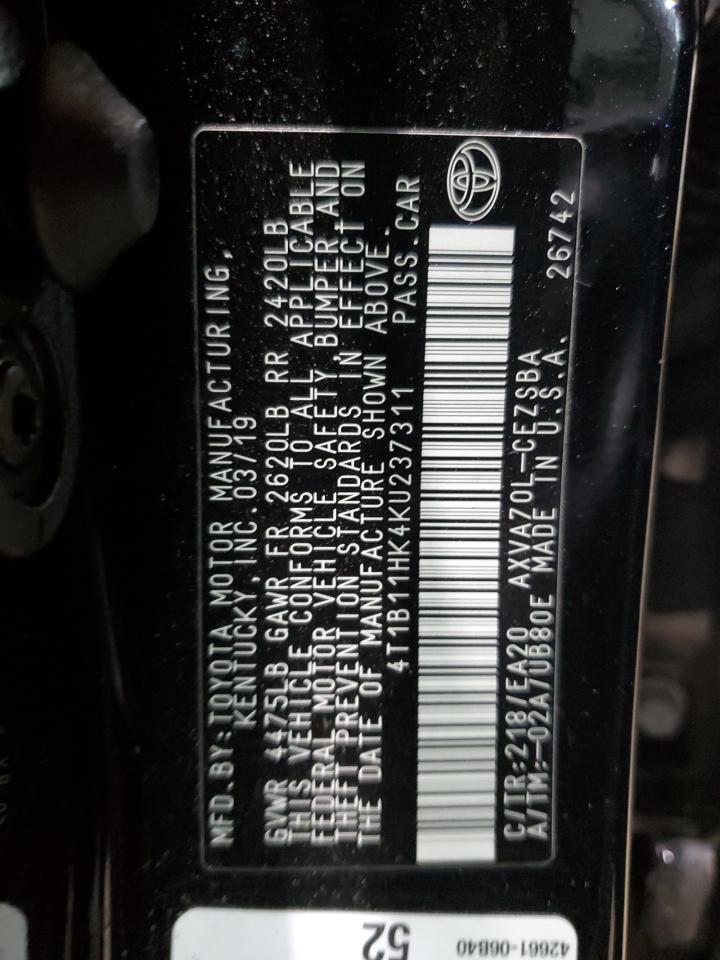 MFD.BY:TOYOTA MOTOR MANUFACTURING,
KENTUCKY,INC.03/19
GVWR 4475LB GAWR FR 2620LB RR 2420LB
THIS VEHICLE CONFORMS TO ALL APPLICABLE
FEDERAL MOTOR VEHICLE SAFETY,BUMPER AND
THEFT PREVENTION STANDARDS IN EFFECT ON
THE DATE OF MANUFACTURE SHOWN ABOVE.
4T1B11HK4KU237311 PASS.CAR
C/TR:218/EA20 AXVA70L-CEZSBA
A/TM:-02A/UB80E MADE IN U.S.A. 26742
52
42661-06B40